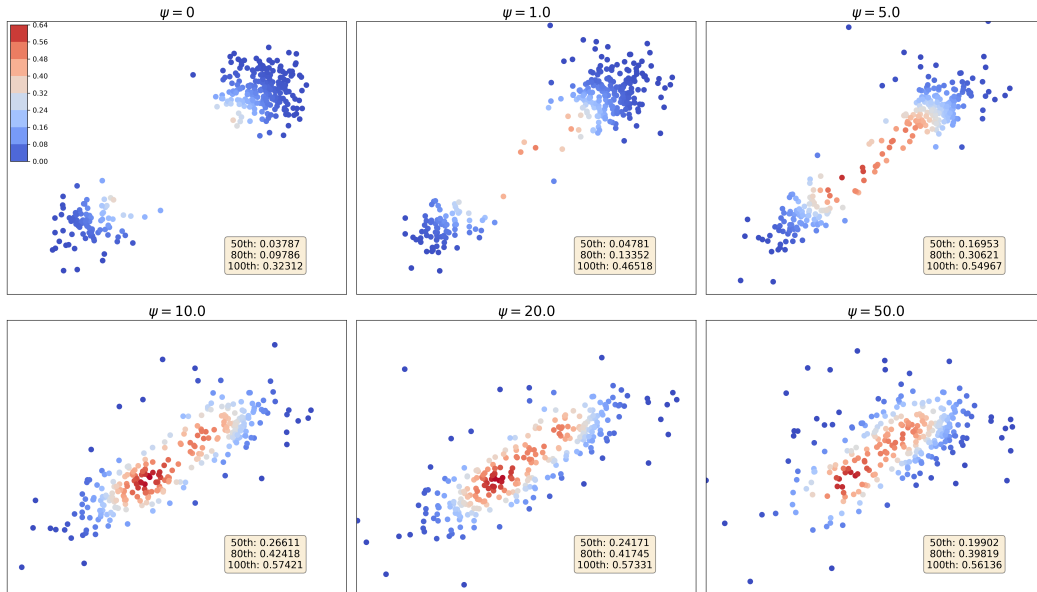 ψ = 0
0.64
0.56
0.48
0.40
0.32
0.24
0.16
0.08
0.00
50th: 0.03787
80th: 0.09786
100th: 0.32312
ψ = 1.0
50th: 0.04781
80th: 0.13352
100th: 0.46518
ψ = 5.0
50th: 0.16953
80th: 0.30621
100th: 0.54967
ψ = 10.0
50th: 0.26611
80th: 0.42418
100th: 0.57421
ψ = 20.0
50th: 0.24171
80th: 0.41745
100th: 0.57331
ψ = 50.0
50th: 0.19902
80th: 0.39819
100th: 0.56136